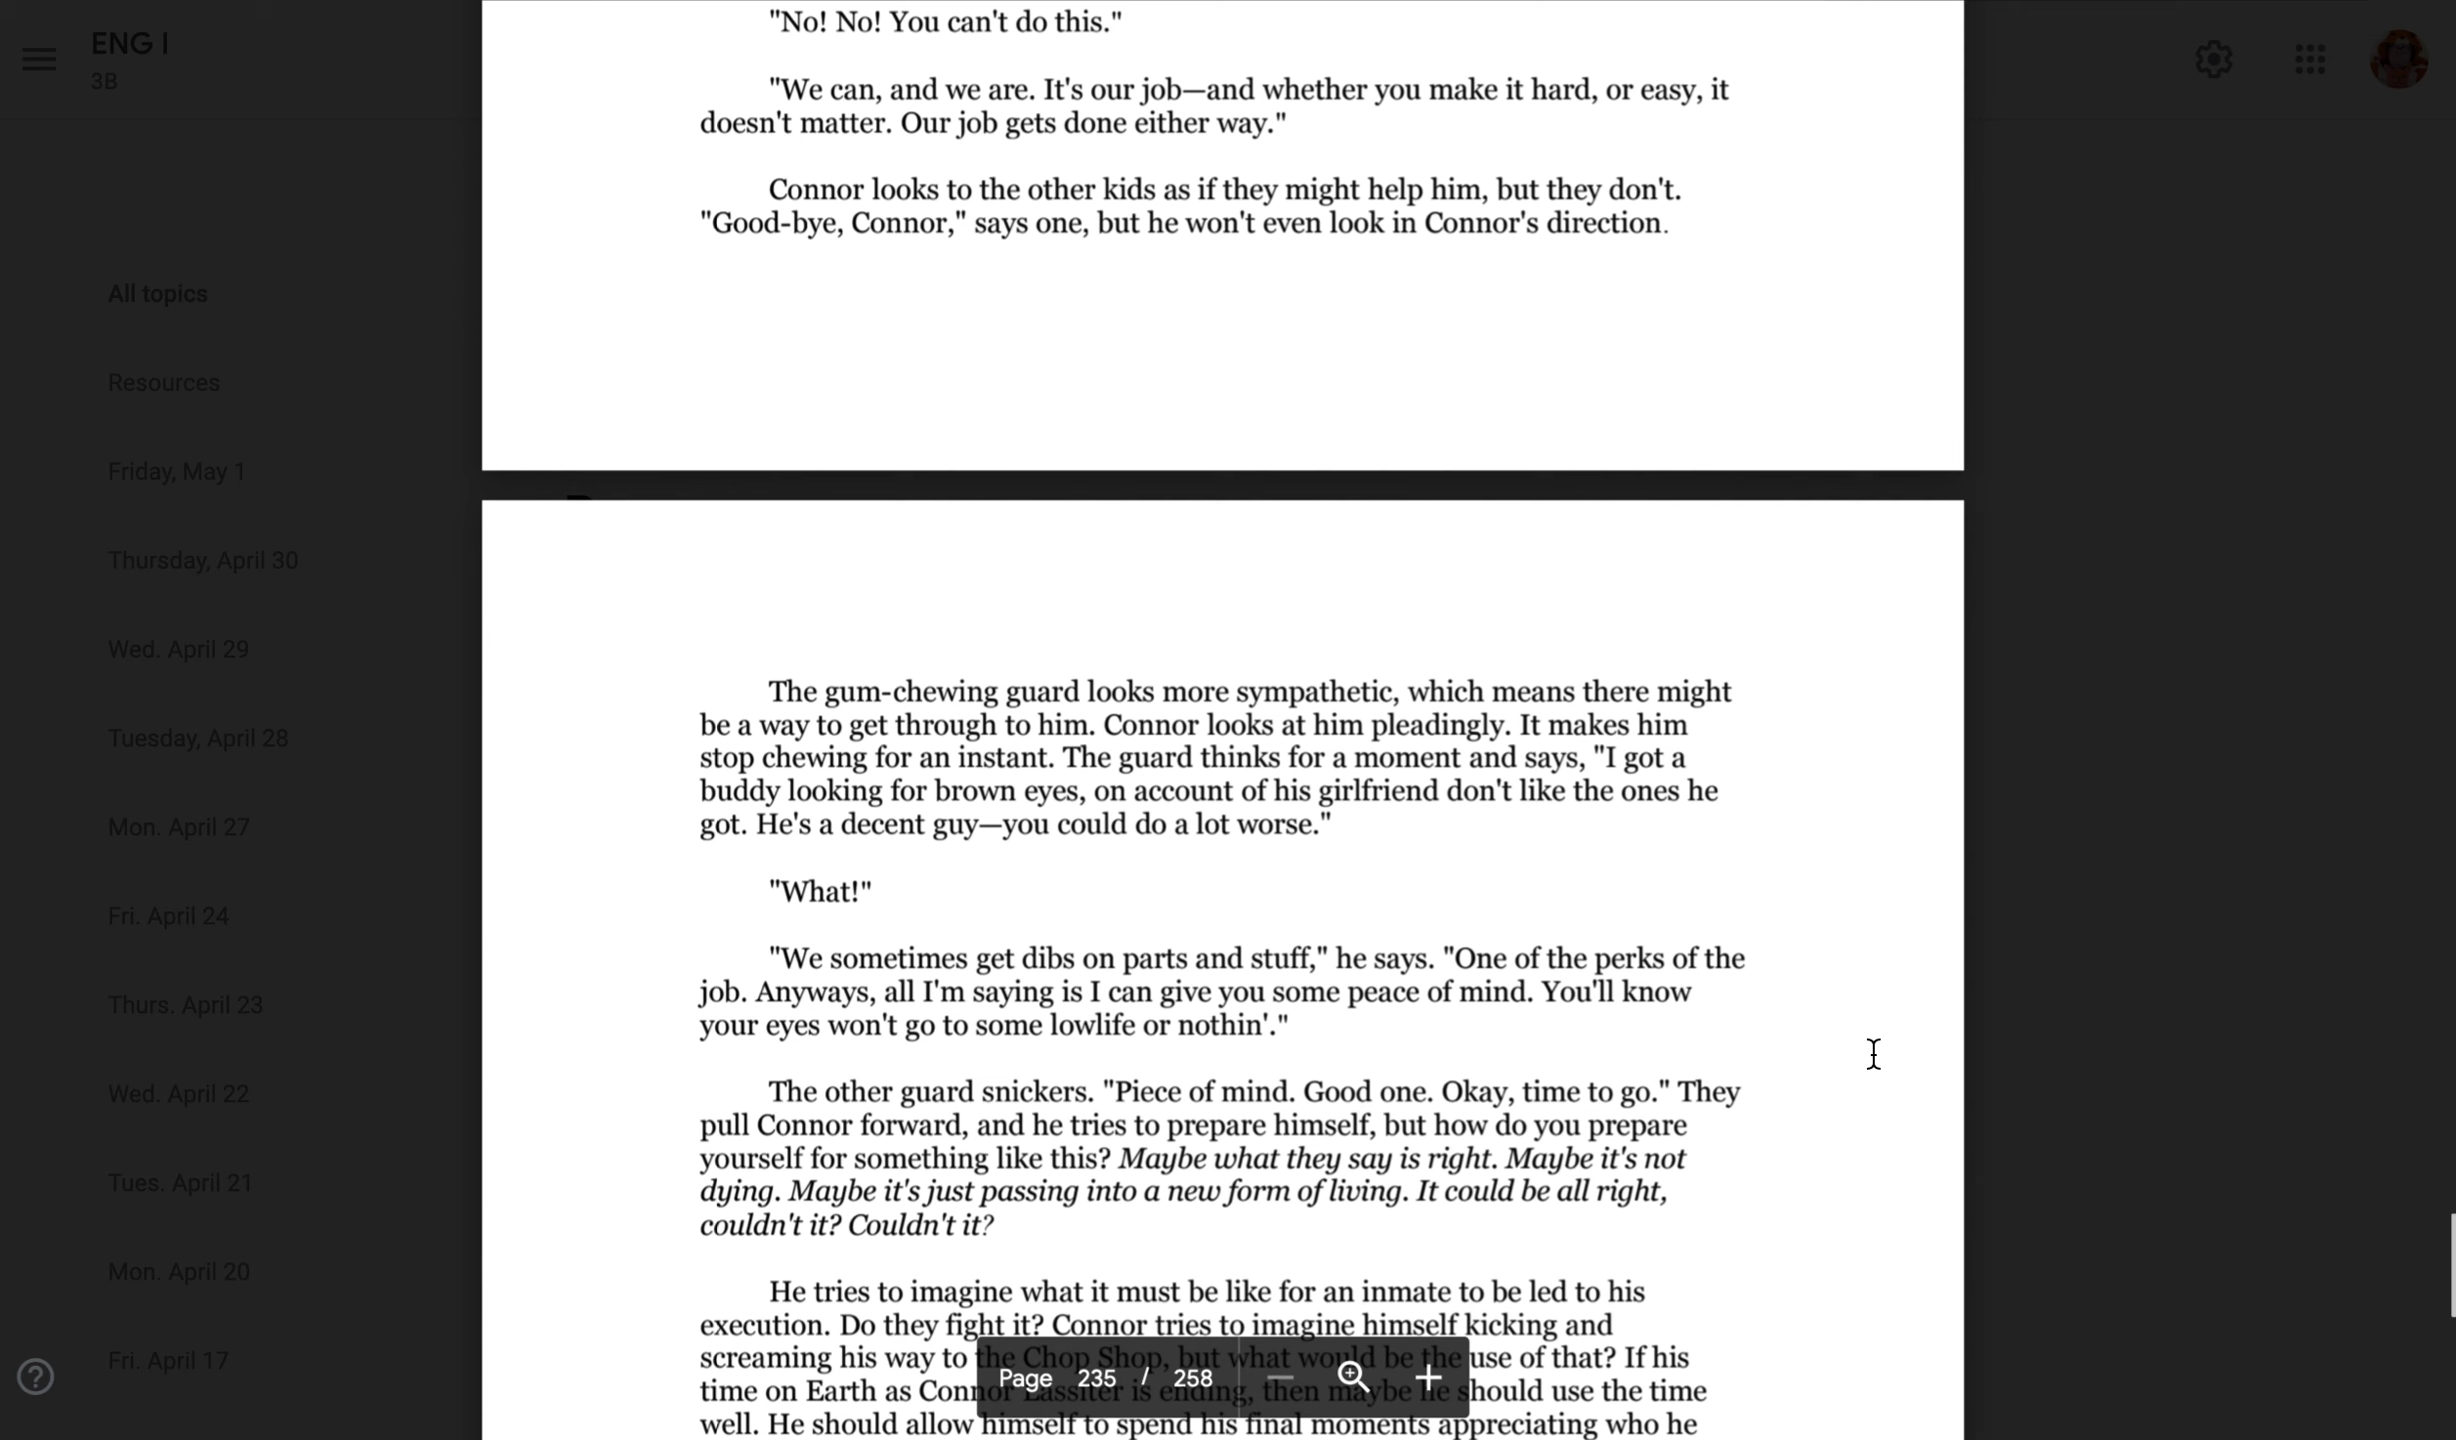 ENG I
3B
All topics
Resources
Friday, May 1
Thursday, April 30
Wed. April 29
Tuesday, April 28
Mon. April 27
Fri. April 24
Thurs. April 23
Wed. April 22
Tues. April 21
Mon. April 20
Fri. April 17
"No! No! You can't do this."
"We can, and we are. It's our job—and whether you make it hard, or easy, it
doesn't matter. Our job gets done either way."
Connor looks to the other kids as if they might help him, but they don't.
"Good-bye, Connor," says one, but he won't even look in Connor's direction.
The gum-chewing guard looks more sympathetic, which means there might
be a way to get through to him. Connor looks at him pleadingly. It makes him
stop chewing for an instant. The guard thinks for a moment and says, "I got a
buddy looking for brown eyes, on account of his girlfriend don't like the ones he
got. He's a decent guy—you could do a lot worse."
"What!"
"We sometimes get dibs on parts and stuff," he says. "One of the perks of the
job. Anyways, all I'm saying is I can give you some peace of mind. You'll know
your eyes won't go to some lowlife or nothin'."
The other guard snickers. "Piece of mind. Good one. Okay, time to go." They
pull Connor forward, and he tries to prepare himself, but how do you prepare
yourself for something like this? Maybe what they say is right. Maybe it's not
dying. Maybe it's just passing into a new form of living. It could be all right,
couldn't it? Couldn't it?
He tries to imagine what it must be like for an inmate to be led to his
execution. Do they fight it? Connor tries to imagine himself kicking and
screaming his way to the Chop Shop, but what would be the use of that? If his
time on Earth as Connor Lassiter is ending, then maybe he should use the time
well. He should allow himself to spend his final moments appreciating who he
Page 235 / 258